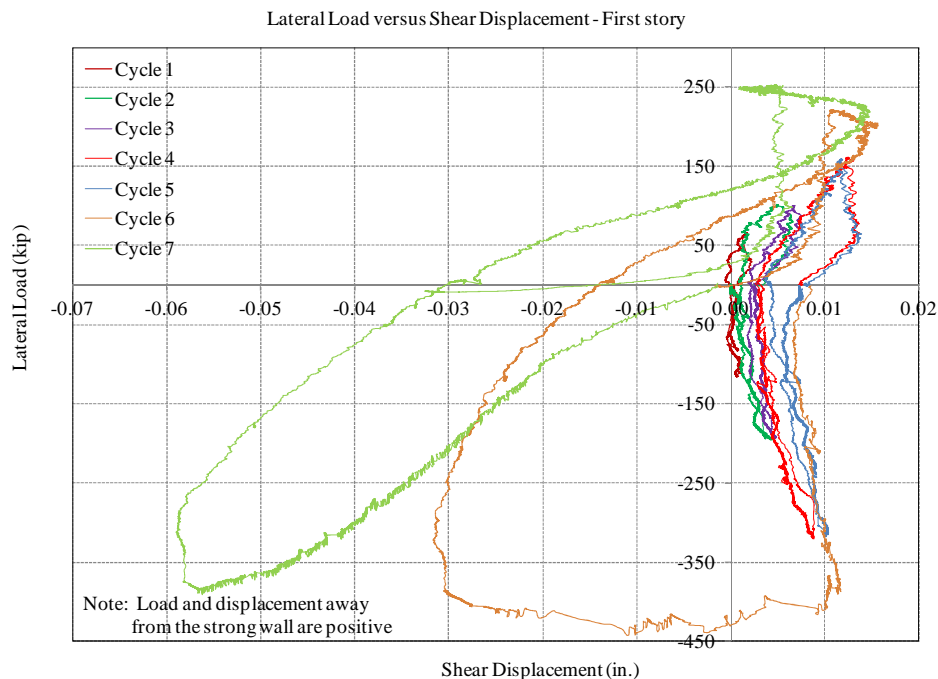 Lateral Load versus Shear Displacement - First story
Cycle 1
Cycle 2
Cycle 3
Cycle 4
Cycle 5
Cycle 6
Cycle 7
250
150
50
-0.07 -0.06 -0.05 -0.04 -0.03 -0.02 -0.01 0.00 0.01 0.02
-50
-150
-250
-350
-450
Lateral Load (kip)
Note: Load and displacement away
from the strong wall are positive
Shear Displacement (in.)